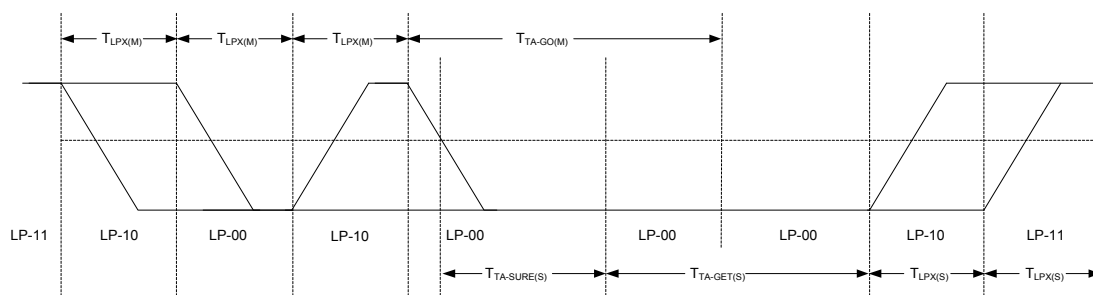 TLPX(M) TLPX(M) TLPX(M) TTA-GO(M)
LP-11 LP-10 LP-00 LP-10 LP-00 LP-00 LP-00 LP-10 LP-11
TTA-SURE(S) TTA-GET(S) TLPX(S) TLPX(S)